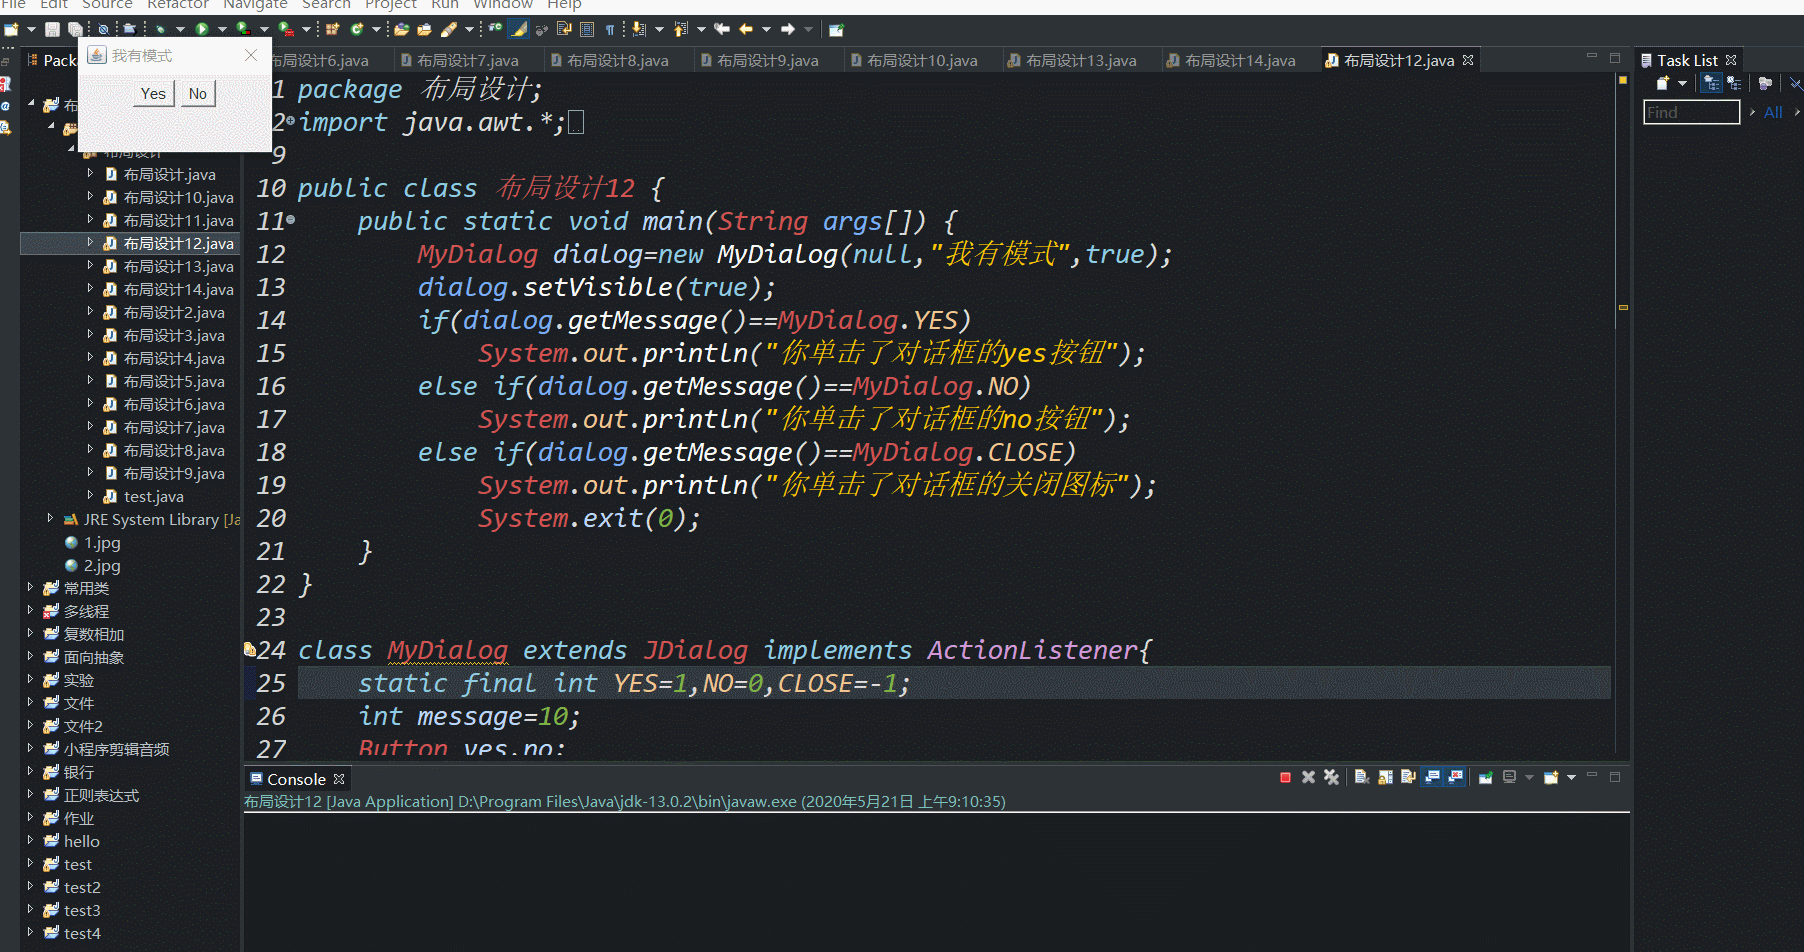 File Edit Source Refactor Navigate Search Project Run Window Help
我有模式
Yes No
布局设计6.java 布局设计7.java 布局设计8.java 布局设计9.java 布局设计10.java 布局设计13.java 布局设计14.java 布局设计12.java
Task List
Find All
布局设计
布局设计.java
布局设计10.java
布局设计11.java
布局设计12.java
布局设计13.java
布局设计14.java
布局设计2.java
布局设计3.java
布局设计4.java
布局设计5.java
布局设计6.java
布局设计7.java
布局设计8.java
布局设计9.java
test.java
JRE System Library [Ja
1.jpg
2.jpg
常用类
多线程
复数相加
面向抽象
实验
文件
文件2
小程序剪辑音频
银行
正则表达式
作业
hello
test
test2
test3
test4
1 package 布局设计;
2 import java.awt.*;
9
10 public class 布局设计12 {
11 public static void main(String args[]) {
12 MyDialog dialog=new MyDialog(null,"我有模式",true);
13 dialog.setVisible(true);
14 if(dialog.getMessage()==MyDialog.YES)
15 System.out.println("你单击了对话框的yes按钮");
16 else if(dialog.getMessage()==MyDialog.NO)
17 System.out.println("你单击了对话框的no按钮");
18 else if(dialog.getMessage()==MyDialog.CLOSE)
19 System.out.println("你单击了对话框的关闭图标");
20 System.exit(0);
21 }
22 }
23
24 class MyDialog extends JDialog implements ActionListener{
25 static final int YES=1,NO=0,CLOSE=-1;
26 int message=10;
27 Button yes,no;
Console
布局设计12 [Java Application] D:\Program Files\Java\jdk-13.0.2\bin\javaw.exe (2020年5月21日 上午9:10:35)